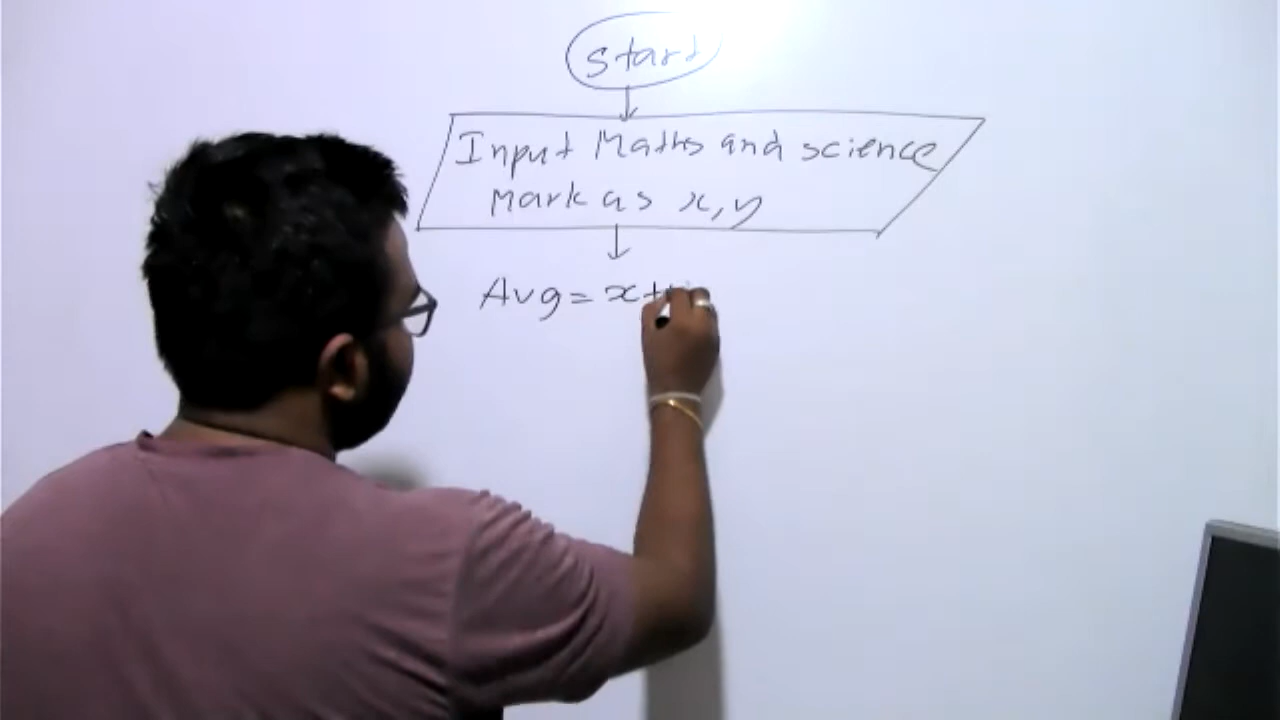 Start
Input Maths and science
Mark as x, y
Avg = x+